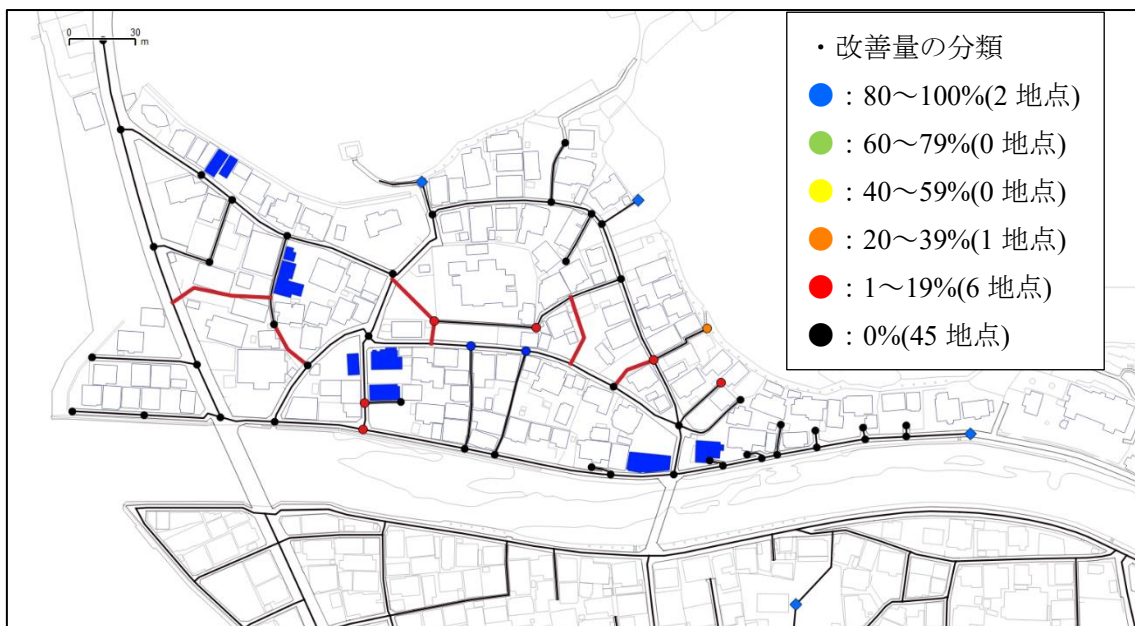 0 30
m
・改善量の分類
：80～100%(2 地点)
：60～79%(0 地点)
：40～59%(0 地点)
：20～39%(1 地点)
：1～19%(6 地点)
：0%(45 地点)